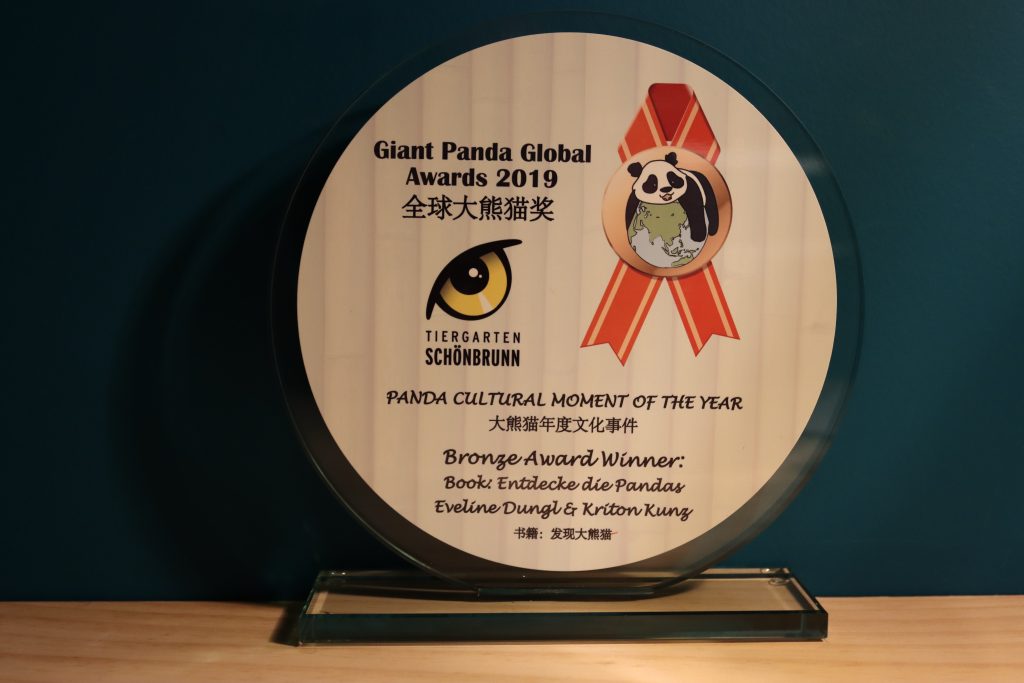 Giant Panda Global
Awards 2019
全球大熊猫奖
TIERGARTEN
SCHÖNBRUNN
PANDA CULTURAL MOMENT OF THE YEAR
大熊猫年度文化事件
Bronze Award Winner:
Book: Entdecke die Pandas
Eveline Dungl & Kriton Kunz
书籍：发现大熊猫